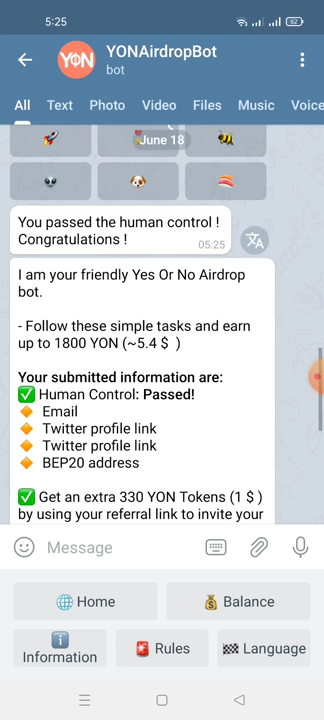 5:25
62
YON
YONAirdropBot
bot
All Text Photo Video Files Music Voice
June 18
You passed the human control !
Congratulations !
05:25
I am your friendly Yes Or No Airdrop
bot.
- Follow these simple tasks and earn
up to 1800 YON (~5.4 $ )
Your submitted information are:
✅ Human Control: Passed!
🔸 Email
🔸 Twitter profile link
🔸 Twitter profile link
🔸 BEP20 address
✅ Get an extra 330 YON Tokens (1 $ )
by using your referral link to invite your
Message
🌐 Home
💰 Balance
ℹ️ Information
🚨 Rules
🏁 Language